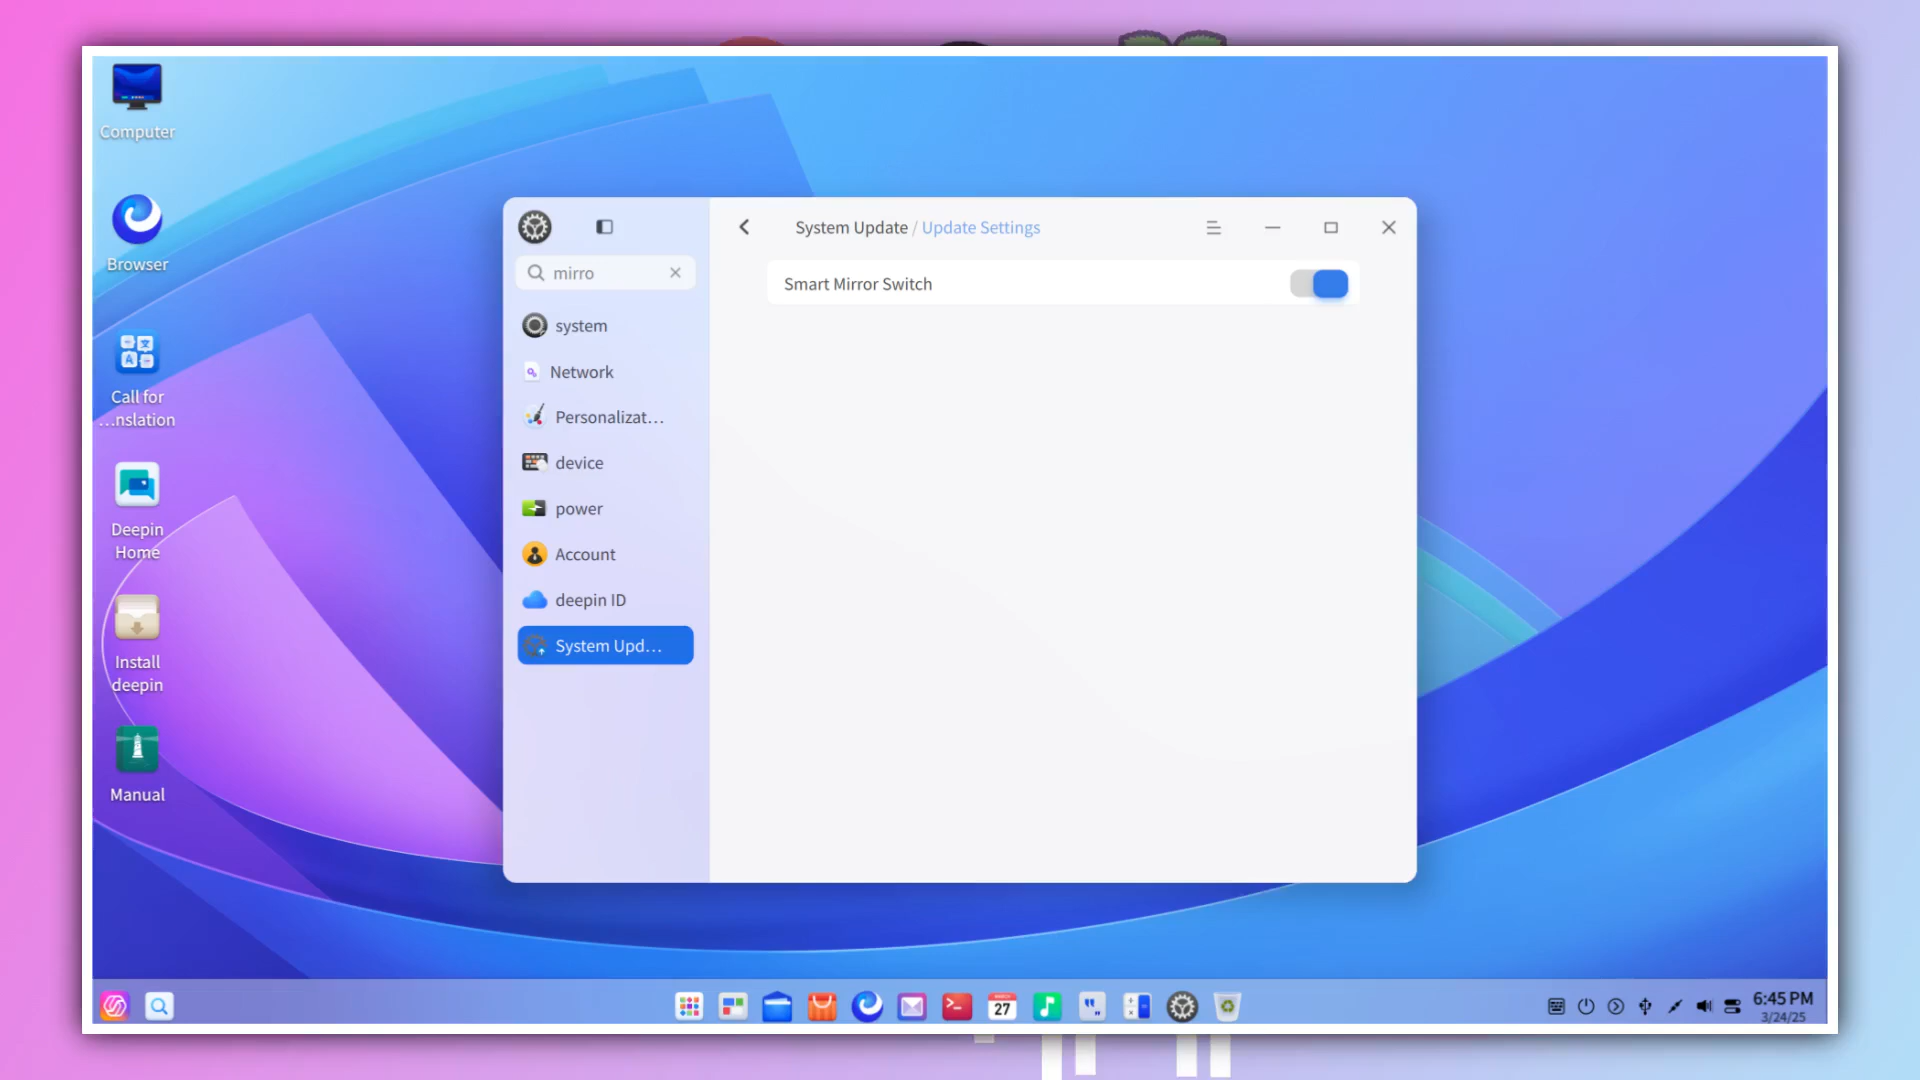 Computer
Browser
Call for
...nslation
Deepin
Home
Install
deepin
Manual
mirro
system
Network
Personalizat...
device
power
Account
deepin ID
System Upd...
System Update / Update Settings
Smart Mirror Switch
27
6:45 PM
3/24/25